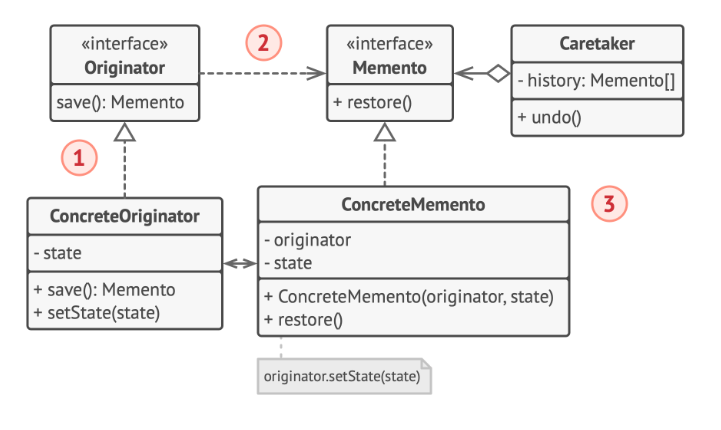 «interface»
Originator
save(): Memento
2
«interface»
Memento
+ restore()
Caretaker
- history: Memento[]
+ undo()
1
ConcreteOriginator
- state
+ save(): Memento
+ setState(state)
ConcreteMemento
- originator
- state
+ ConcreteMemento(originator, state)
+ restore()
3
originator.setState(state)